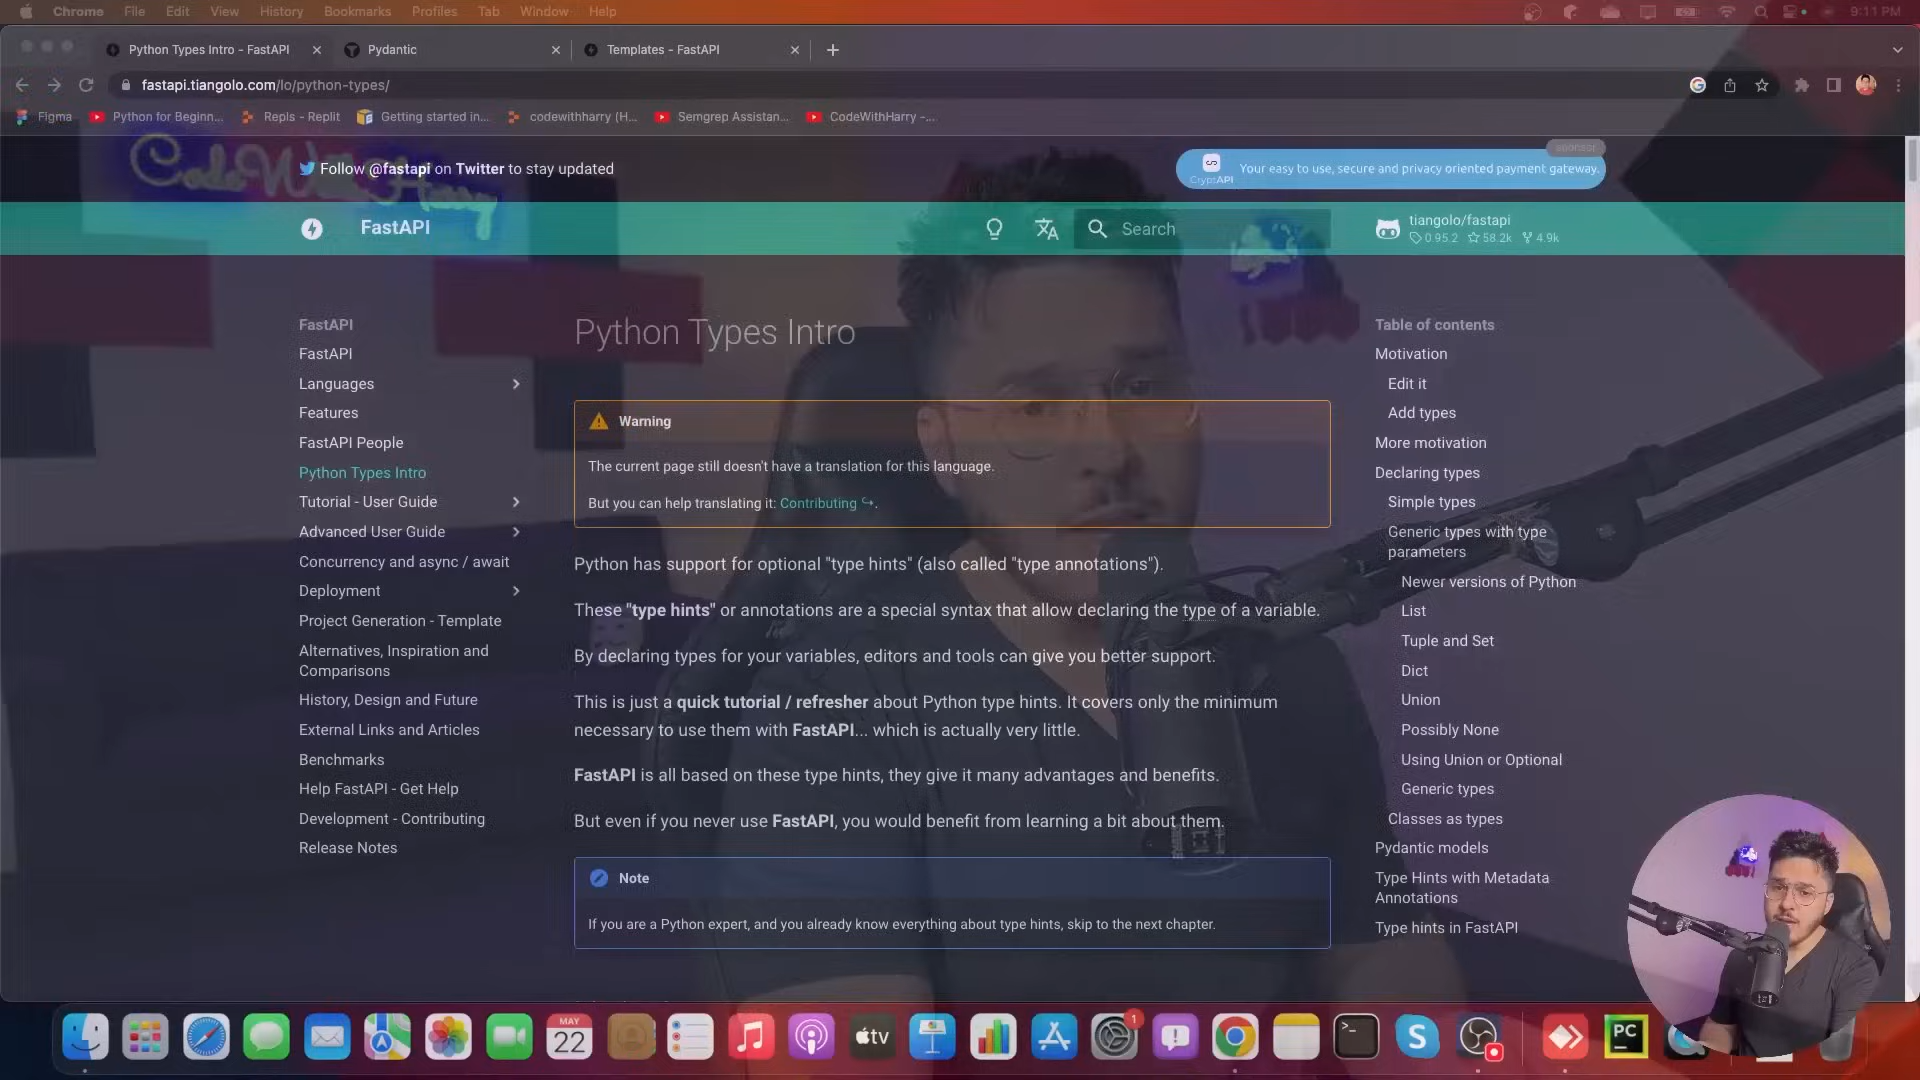 Chrome File Edit View History Bookmarks Profiles Tab Window Help 9:11 PM
Python Types Intro - FastAPI
Pydantic
Templates - FastAPI
fastapi.tiangolo.com/lo/python-types/
Figma
Python for Beginn...
Repls - Replit
Getting started in...
codewithharry (H...
Semgrep Assistan...
CodeWithHarry -...
CodeWithHarry
Follow @fastapi on Twitter to stay updated
sponsor
CryptAPI
Your easy to use, secure and privacy oriented payment gateway.
FastAPI
Search
tiangolo/fastapi
0.95.2 58.2k 4.9k
FastAPI
FastAPI
Languages
Features
FastAPI People
Python Types Intro
Tutorial - User Guide
Advanced User Guide
Concurrency and async / await
Deployment
Project Generation - Template
Alternatives, Inspiration and
Comparisons
History, Design and Future
External Links and Articles
Benchmarks
Help FastAPI - Get Help
Development - Contributing
Release Notes
Python Types Intro
Warning
The current page still doesn't have a translation for this language.
But you can help translating it: Contributing.
Python has support for optional "type hints" (also called "type annotations").
These "type hints" or annotations are a special syntax that allow declaring the type of a variable.
By declaring types for your variables, editors and tools can give you better support.
This is just a quick tutorial / refresher about Python type hints. It covers only the minimum
necessary to use them with FastAPI... which is actually very little.
FastAPI is all based on these type hints, they give it many advantages and benefits.
But even if you never use FastAPI, you would benefit from learning a bit about them.
Note
If you are a Python expert, and you already know everything about type hints, skip to the next chapter.
Table of contents
Motivation
Edit it
Add types
More motivation
Declaring types
Simple types
Generic types with type
parameters
Newer versions of Python
List
Tuple and Set
Dict
Union
Possibly None
Using Union or Optional
Generic types
Classes as types
Pydantic models
Type Hints with Metadata
Annotations
Type hints in FastAPI
MAY
22
tv
1
PC